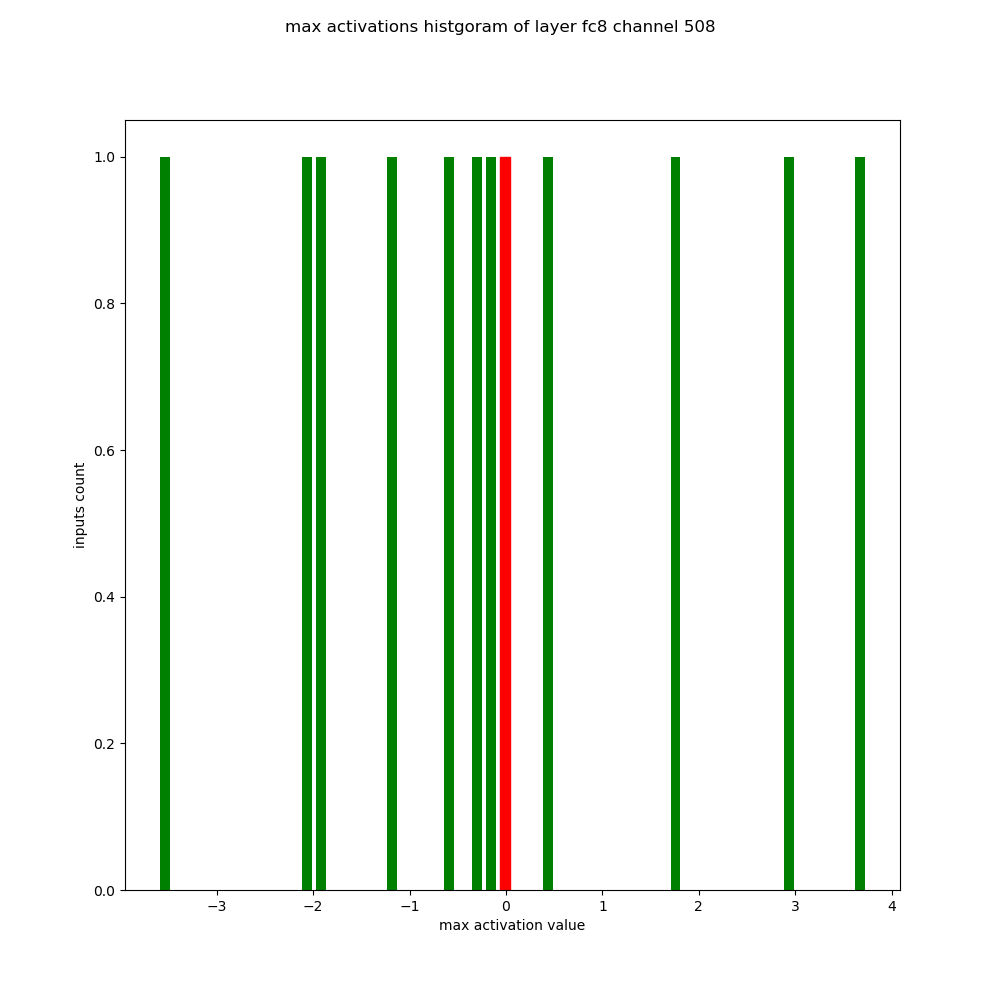 max activations histgoram of layer fc8 channel 508
1.0
0.8
0.6
0.4
0.2
0.0
inputs count
−3 −2 −1 0 1 2 3 4
max activation value